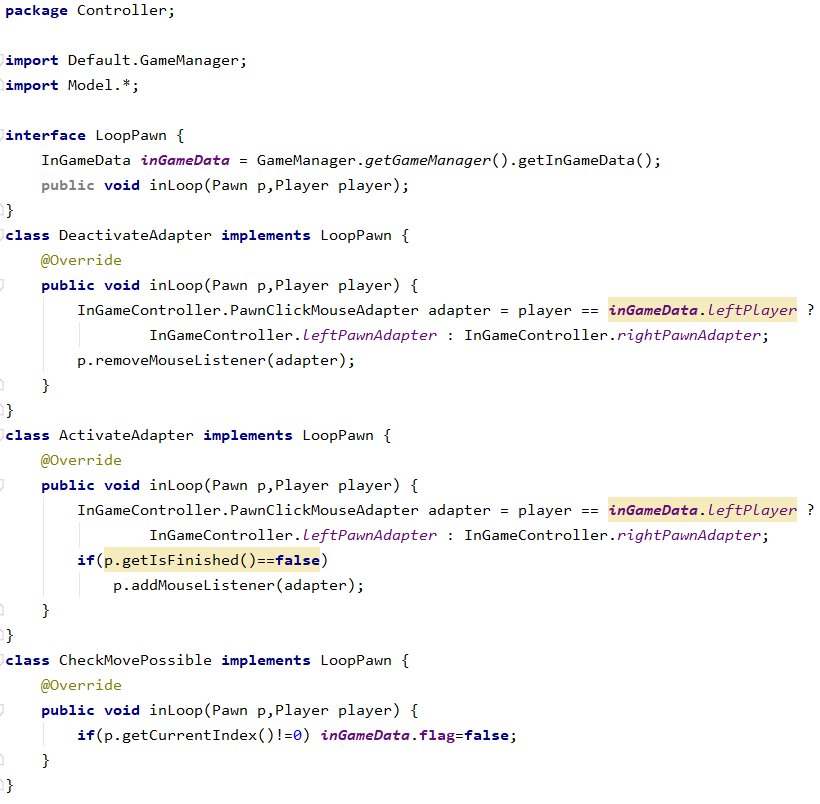 package Controller;
import Default.GameManager;
import Model.*;
interface LoopPawn {
    InGameData inGameData = GameManager.getGameManager().getInGameData();
    public void inLoop(Pawn p,Player player);
}
class DeactivateAdapter implements LoopPawn {
    @Override
    public void inLoop(Pawn p,Player player) {
        InGameController.PawnClickMouseAdapter adapter = player == inGameData.leftPlayer ?
                InGameController.leftPawnAdapter : InGameController.rightPawnAdapter;
        p.removeMouseListener(adapter);
    }
}
class ActivateAdapter implements LoopPawn {
    @Override
    public void inLoop(Pawn p,Player player) {
        InGameController.PawnClickMouseAdapter adapter = player == inGameData.leftPlayer ?
                InGameController.leftPawnAdapter : InGameController.rightPawnAdapter;
        if(p.getIsFinished()==false)
            p.addMouseListener(adapter);
    }
}
class CheckMovePossible implements LoopPawn {
    @Override
    public void inLoop(Pawn p,Player player) {
        if(p.getCurrentIndex()!=0) inGameData.flag=false;
    }
}